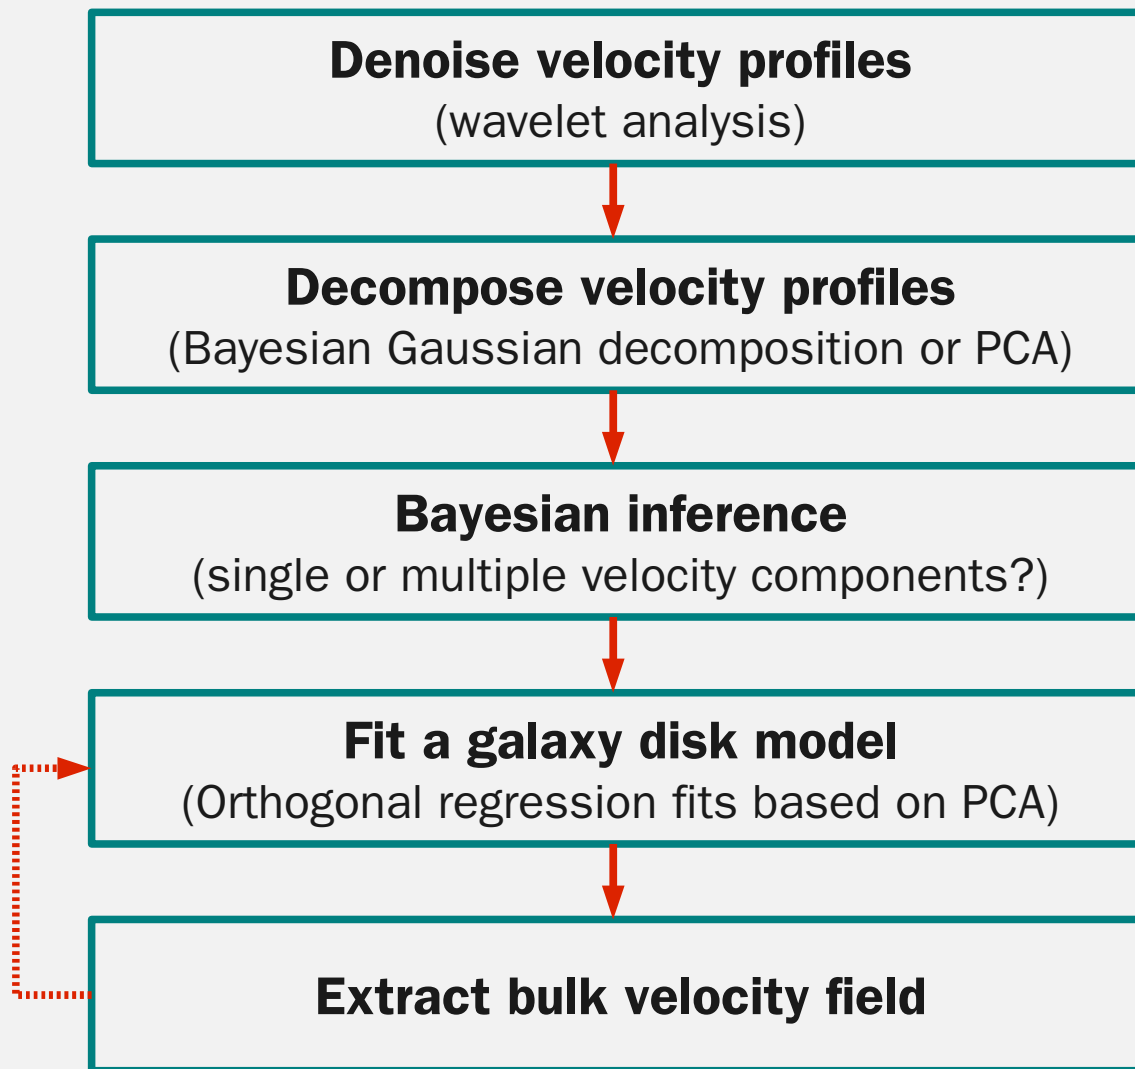 Denoise velocity profiles
(wavelet analysis)
Decompose velocity profiles
(Bayesian Gaussian decomposition or PCA)
Bayesian inference
(single or multiple velocity components?)
Fit a galaxy disk model
(Orthogonal regression fits based on PCA)
Extract bulk velocity field